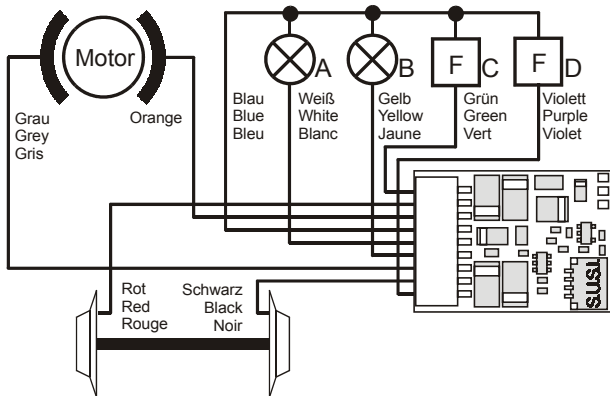 Motor
A
B
F
C
F
D
Grau
Grey
Gris
Orange
Blau
Blue
Bleu
Weiß
White
Blanc
Gelb
Yellow
Jaune
Grün
Green
Vert
Violett
Purple
Violet
Rot
Red
Rouge
Schwarz
Black
Noir
SUSI